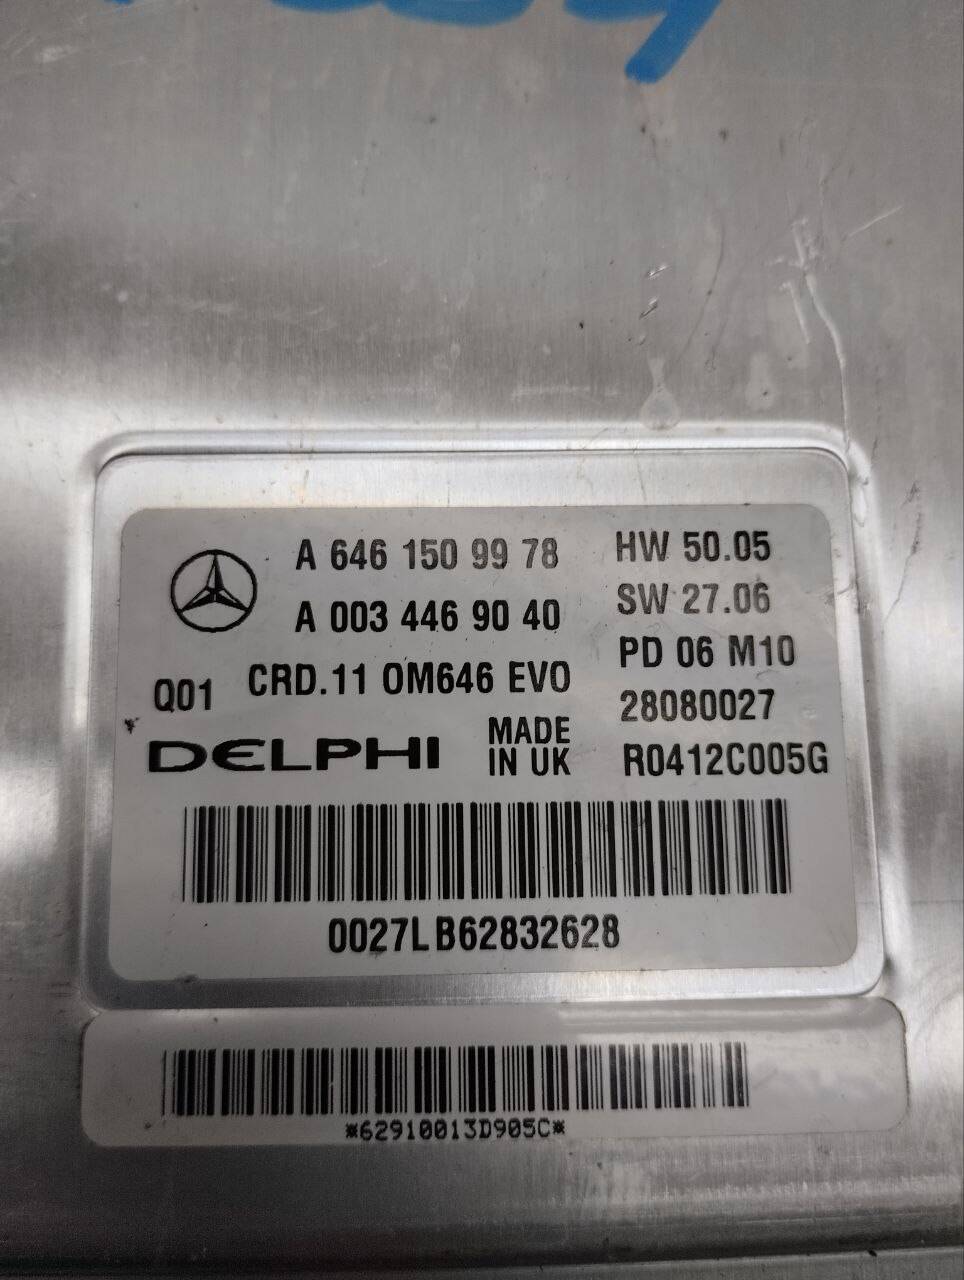 A 646 150 99 78
A 003 446 90 40
Q01 CRD.11 OM646 EVO
DELPHI
MADE
IN UK
HW 50.05
SW 27.06
PD 06 M10
28080027
R0412C005G
0027LB62832628
*62910013D905C*